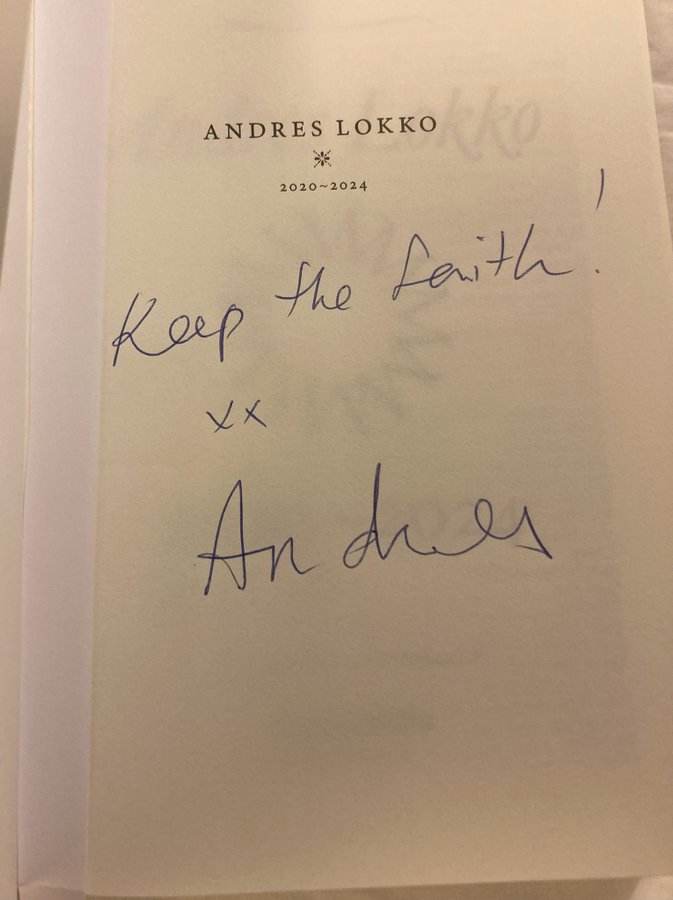 ANDRES LOKKO
2020~2024
Keep the faith!
xx
Andres